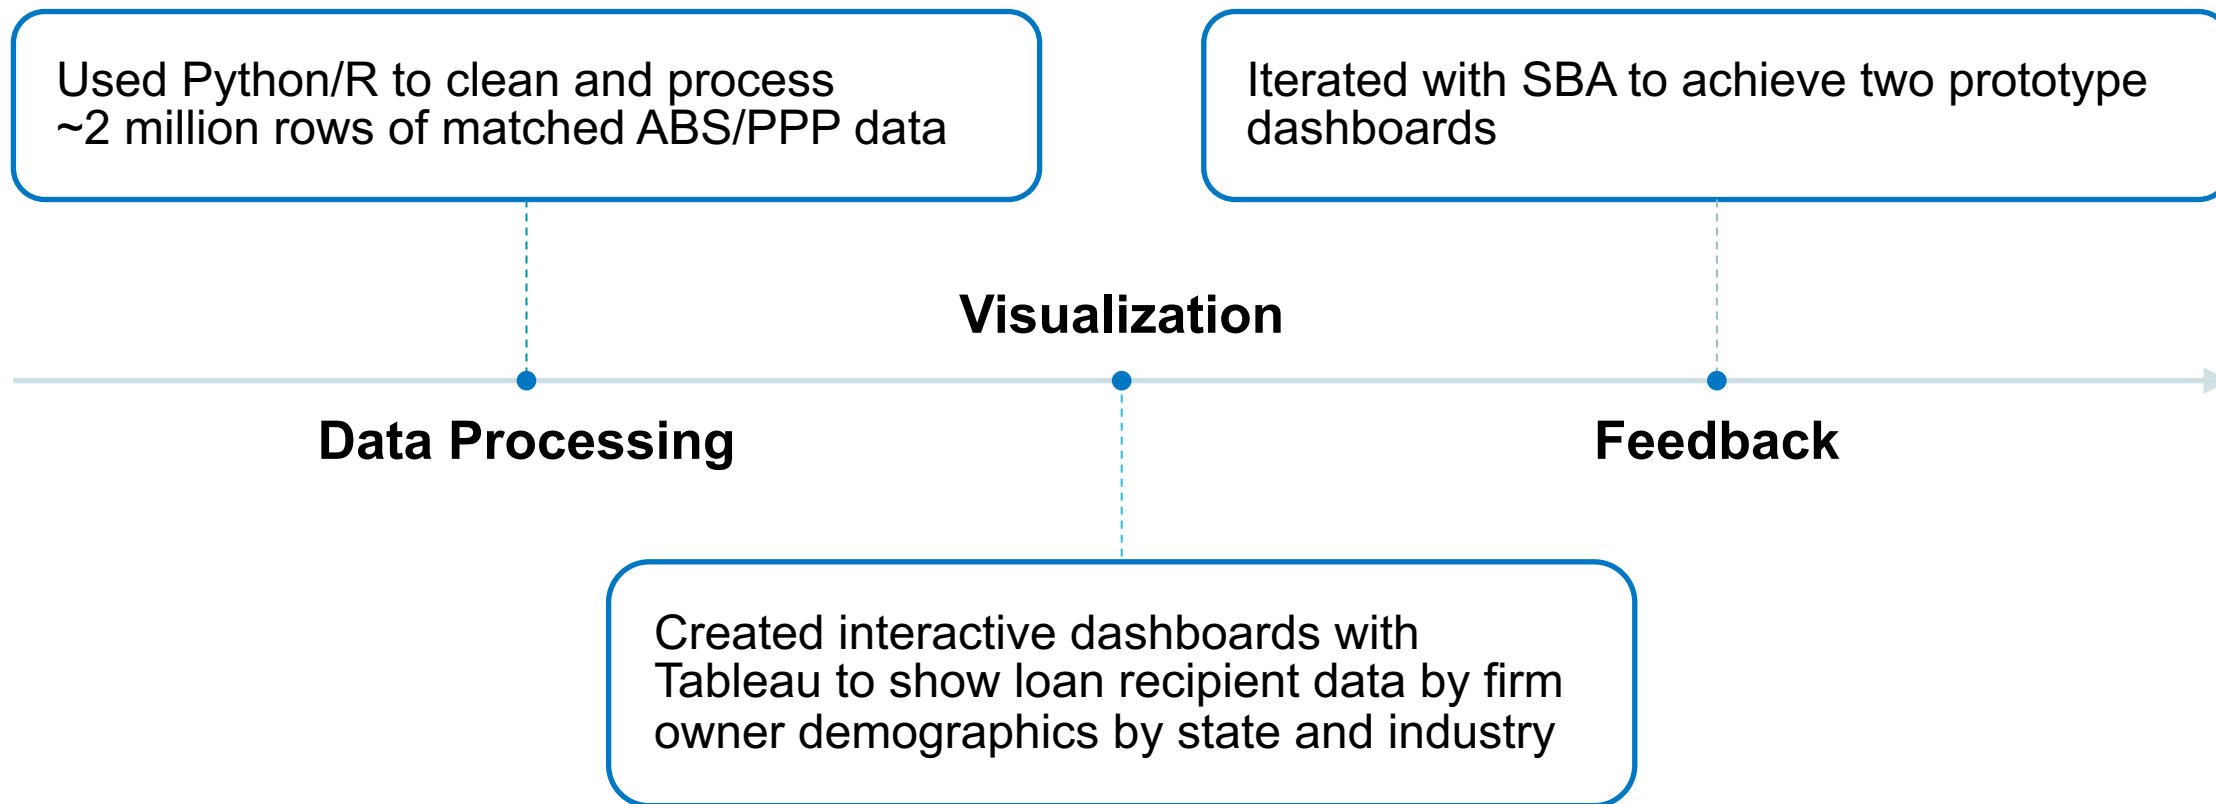 Used Python/R to clean and process
~2 million rows of matched ABS/PPP data
Iterated with SBA to achieve two prototype
dashboards
Visualization
Data Processing
Feedback
Created interactive dashboards with
Tableau to show loan recipient data by firm
owner demographics by state and industry